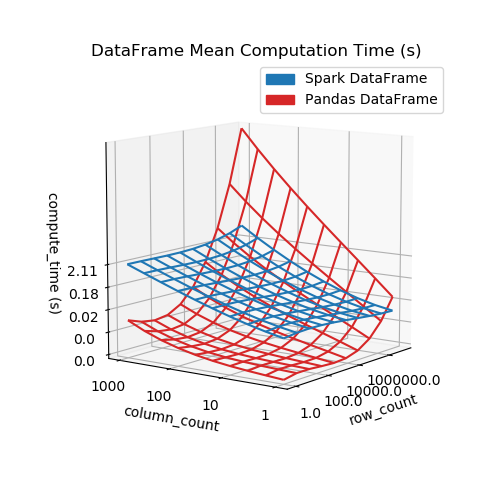 DataFrame Mean Computation Time (s)
Spark DataFrame
Pandas DataFrame
compute_time (s)
2.11
0.18
0.02
0.0
0.0
1000
100
10
1
column_count
1.0
100.0
10000.0
1000000.0
row_count